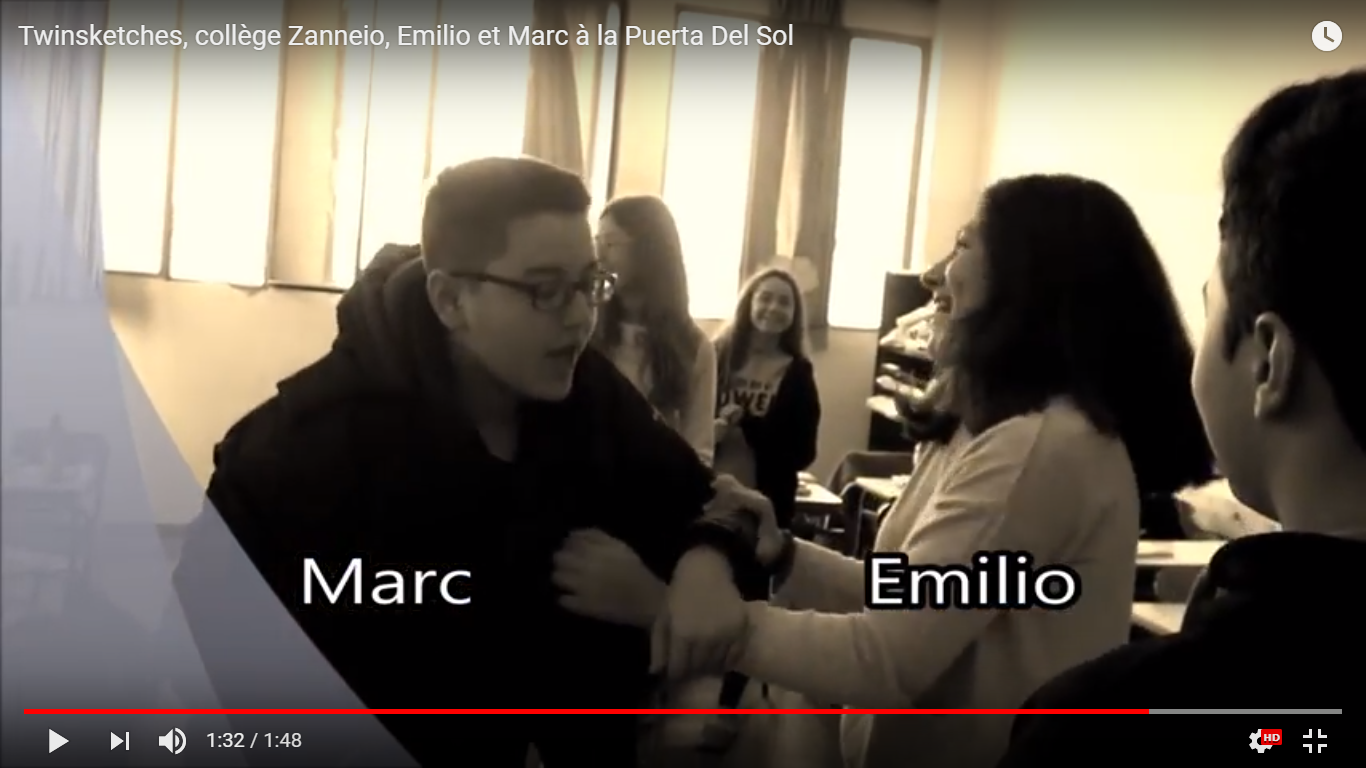 Twinsketches, collège Zanneio, Emilio et Marc à la Puerta Del Sol
Marc
Emilio
1:32 / 1:48
HD